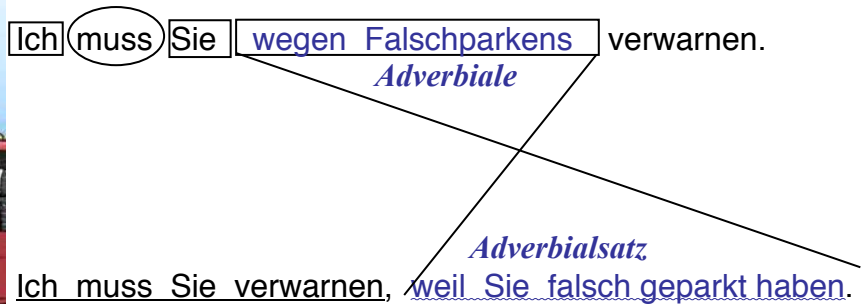 Ich muss Sie wegen Falschparkens verwarnen.
Adverbiale
Adverbialsatz
Ich muss Sie verwarnen, weil Sie falsch geparkt haben.